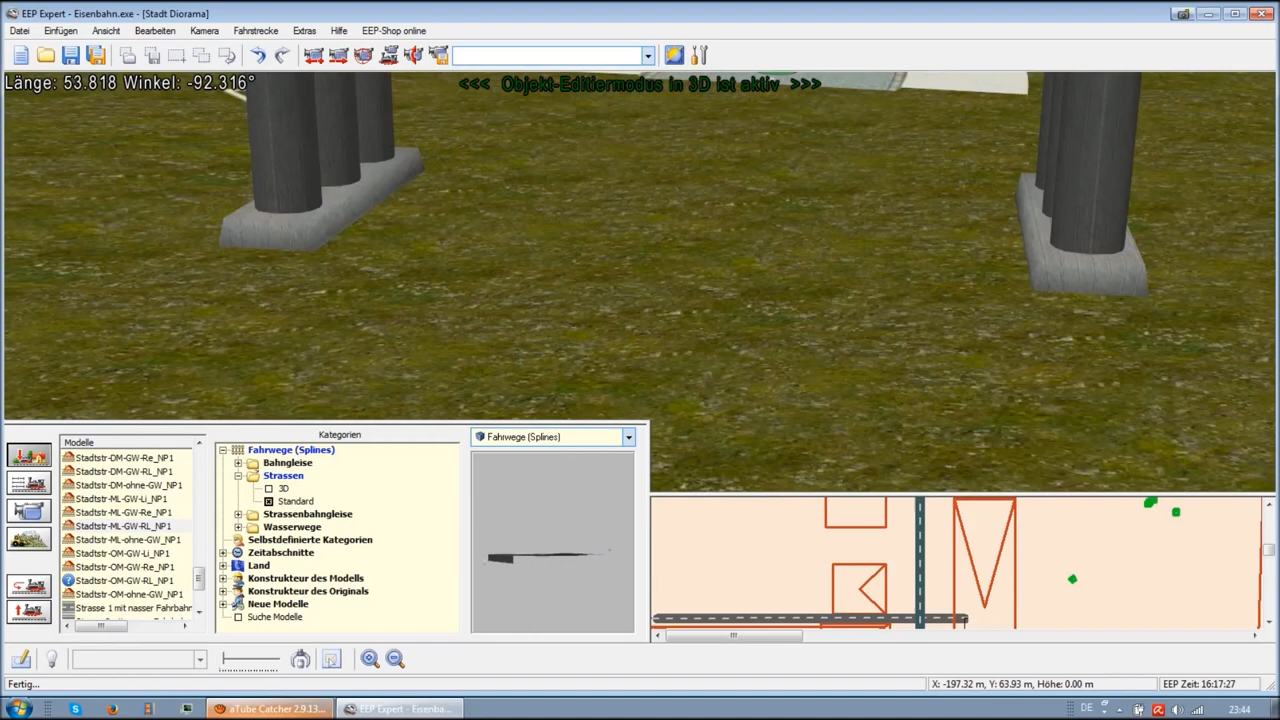 EEP Expert - Eisenbahn.exe - [Stadt Diorama]
Datei Einfügen Ansicht Bearbeiten Kamera Fahrstrecke Extras Hilfe EEP-Shop online
Länge: 53.818 Winkel: -92.316°
<<< Objekt-Editiermodus in 3D ist aktiv >>>
Modelle
Stadtstr-DM-GW-Re_NP1
Stadtstr-DM-GW-RL_NP1
Stadtstr-DM-ohne-GW_NP1
Stadtstr-ML-GW-Li_NP1
Stadtstr-ML-GW-Re_NP1
Stadtstr-ML-GW-RL_NP1
Stadtstr-ML-ohne-GW_NP1
Stadtstr-OM-GW-Li_NP1
Stadtstr-OM-GW-Re_NP1
Stadtstr-OM-GW-RL_NP1
Stadtstr-OM-ohne-GW_NP1
Strasse 1 mit nasser Fahrbahn
Kategorien
Fahrwege (Splines)
Bahngleise
Strassen
3D
Standard
Strassenbahngleise
Wasserwege
Selbstdefinierte Kategorien
Zeitabschnitte
Land
Konstrukteur des Modells
Konstrukteur des Originals
Neue Modelle
Suche Modelle
Fahrwege (Splines)
Fertig...
X: -197.32 m, Y: 63.93 m, Höhe: 0.00 m
EEP Zeit: 16:17:27
aTube Catcher 2.9.13...
EEP Expert - Eisenba...
DE
23:44